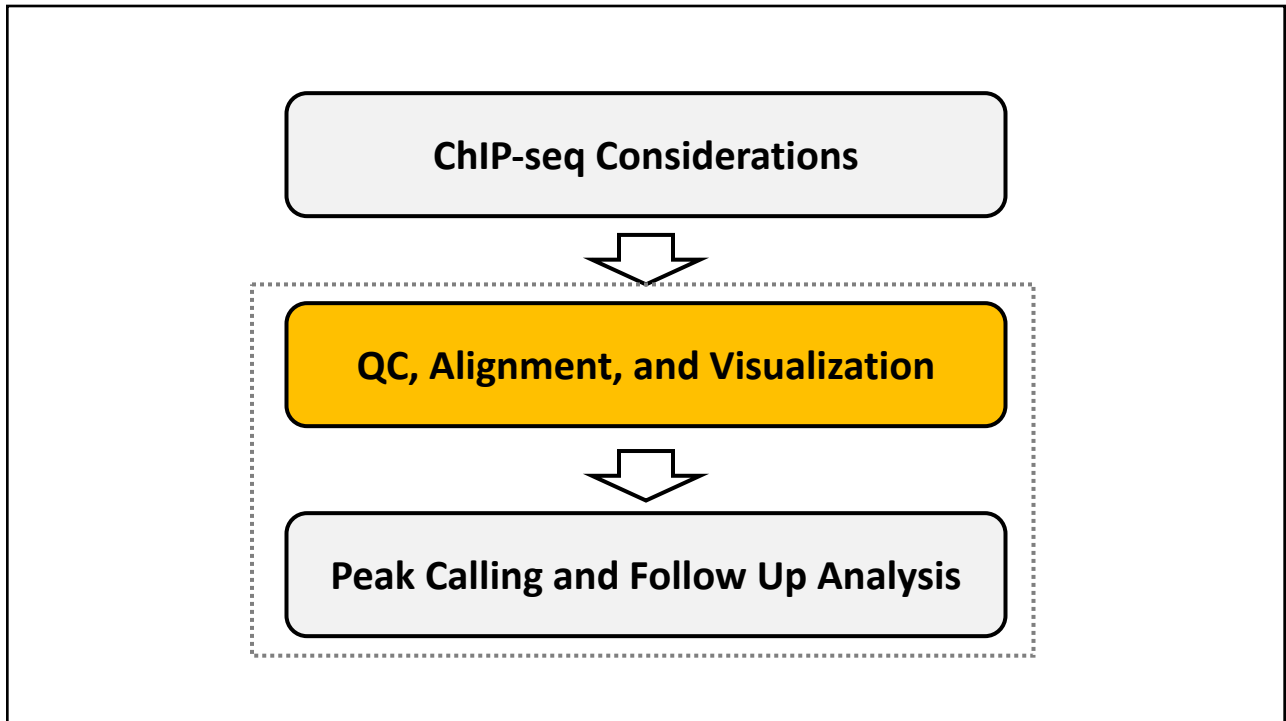 ChIP-seq Considerations
QC, Alignment, and Visualization
Peak Calling and Follow Up Analysis